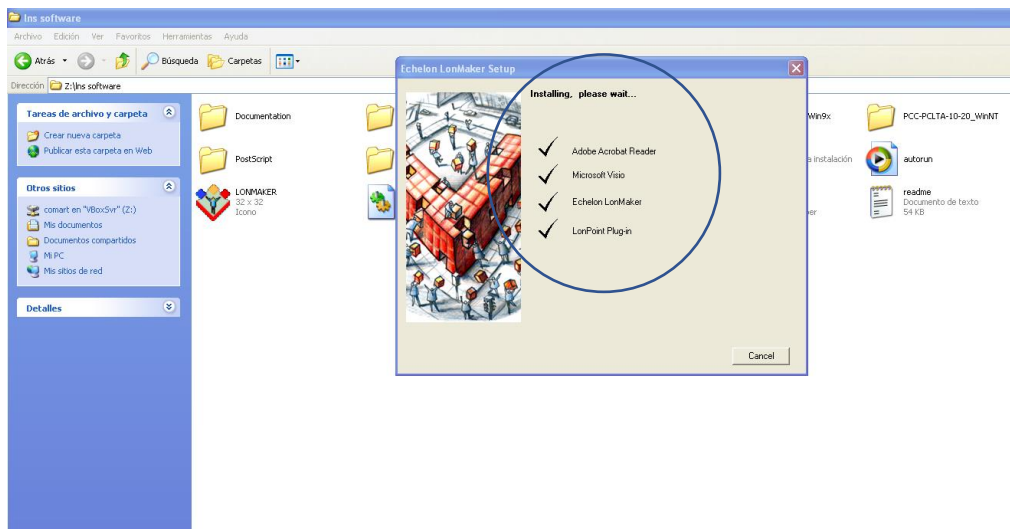 lns software
Archivo Edición Ver Favoritos Herramientas Ayuda
Atrás Búsqueda Carpetas
Dirección Z:\lns software
Tareas de archivo y carpeta
Crear nueva carpeta
Publicar esta carpeta en Web
Otros sitios
comart en "VBoxSvr" (Z:)
Mis documentos
Documentos compartidos
Mi PC
Mis sitios de red
Detalles
Documentation
PostScript
LONMAKER
32 x 32
Icono
Echelon LonMaker Setup
Installing, please wait...
Adobe Acrobat Reader
Microsoft Visio
Echelon LonMaker
LonPoint Plug-in
Cancel
Win9x
a instalación
er
PCC-PCLTA-10-20_WinNT
autorun
readme
Documento de texto
54 KB